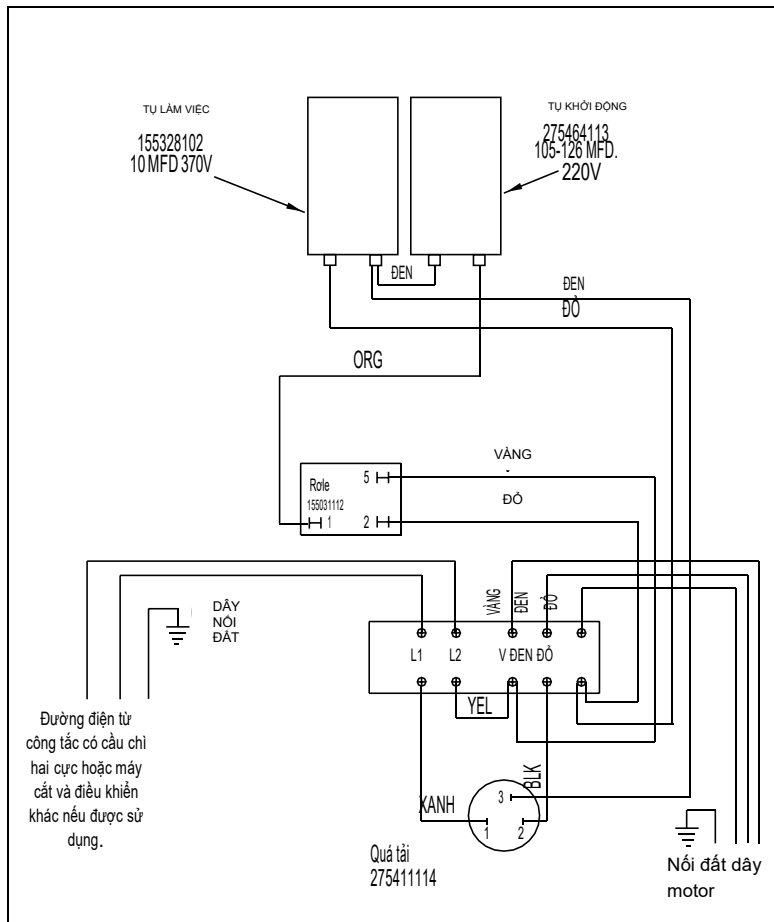 TỤ LÀM VIỆC
155328102
10 MFD 370V
TỤ KHỞI ĐỘNG
275464113
105-126 MFD.
220V
ĐEN
ĐEN
ĐỎ
ORG
VÀNG
ĐỎ
5
Rơle
155031112
1
2
DÂY
NỐI
ĐẤT
VÀNG
ĐEN
ĐỎ
L1
L2
V ĐEN ĐỎ
YEL
BLK
XANH
3
1
2
Quá tải
275411114
Đường điện từ
công tắc có cầu chì
hai cực hoặc máy
cắt và điều khiển
khác nếu được sử
dụng.
Nối đất dây
motor